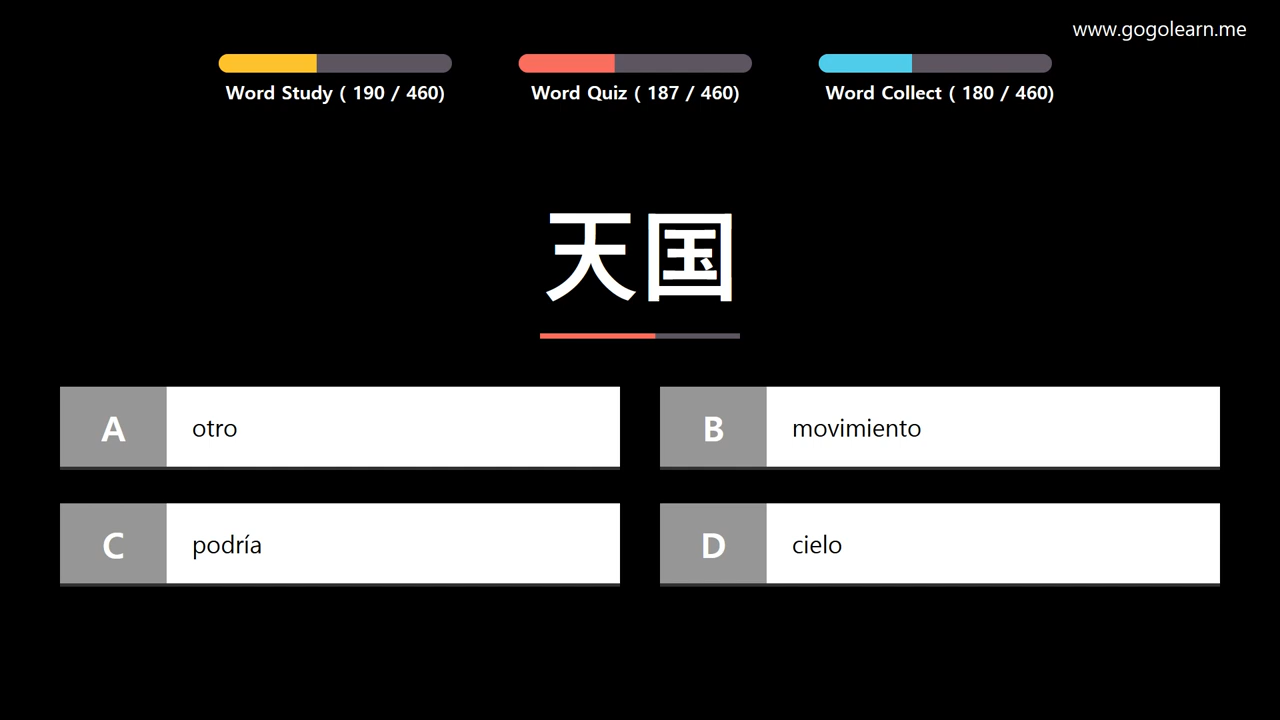 www.gogolearn.me
Word Study ( 190 / 460)
Word Quiz ( 187 / 460)
Word Collect ( 180 / 460)
天国
A otro
B movimiento
C podría
D cielo